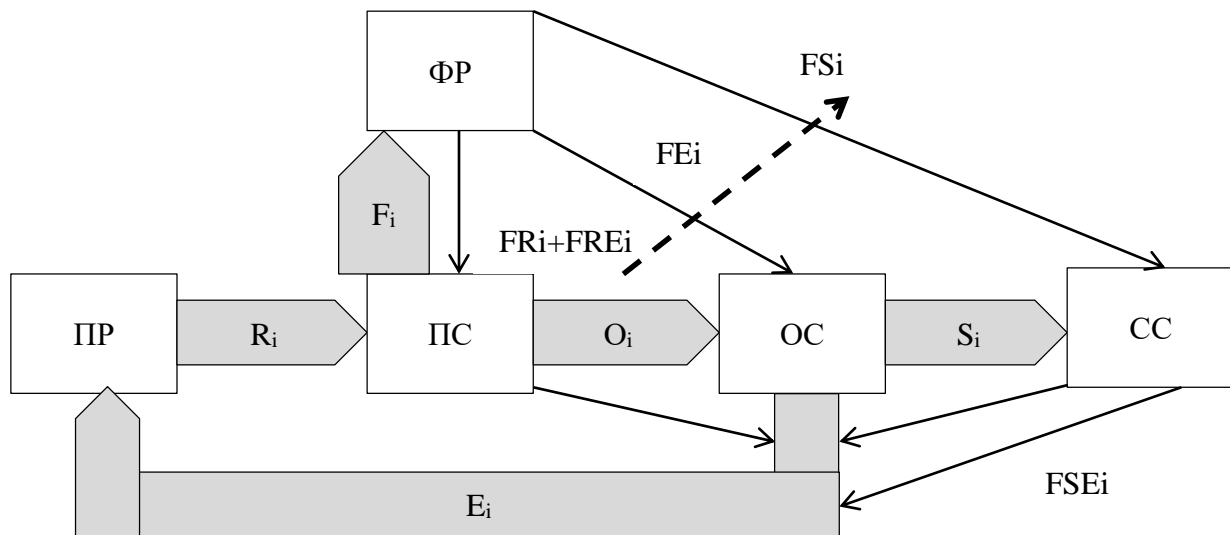 ФР
FSi
FEi
Fᵢ
FRi+FREi
ПР
Rᵢ
ПС
Oᵢ
ОС
Sᵢ
СС
FSEi
Eᵢ